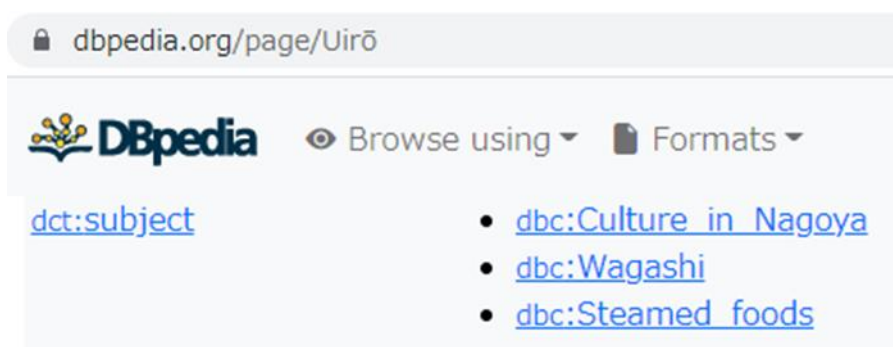 dbpedia.org/page/Uirō
DBpedia Browse using Formats
dct:subject
dbc:Culture_in_Nagoya
dbc:Wagashi
dbc:Steamed_foods